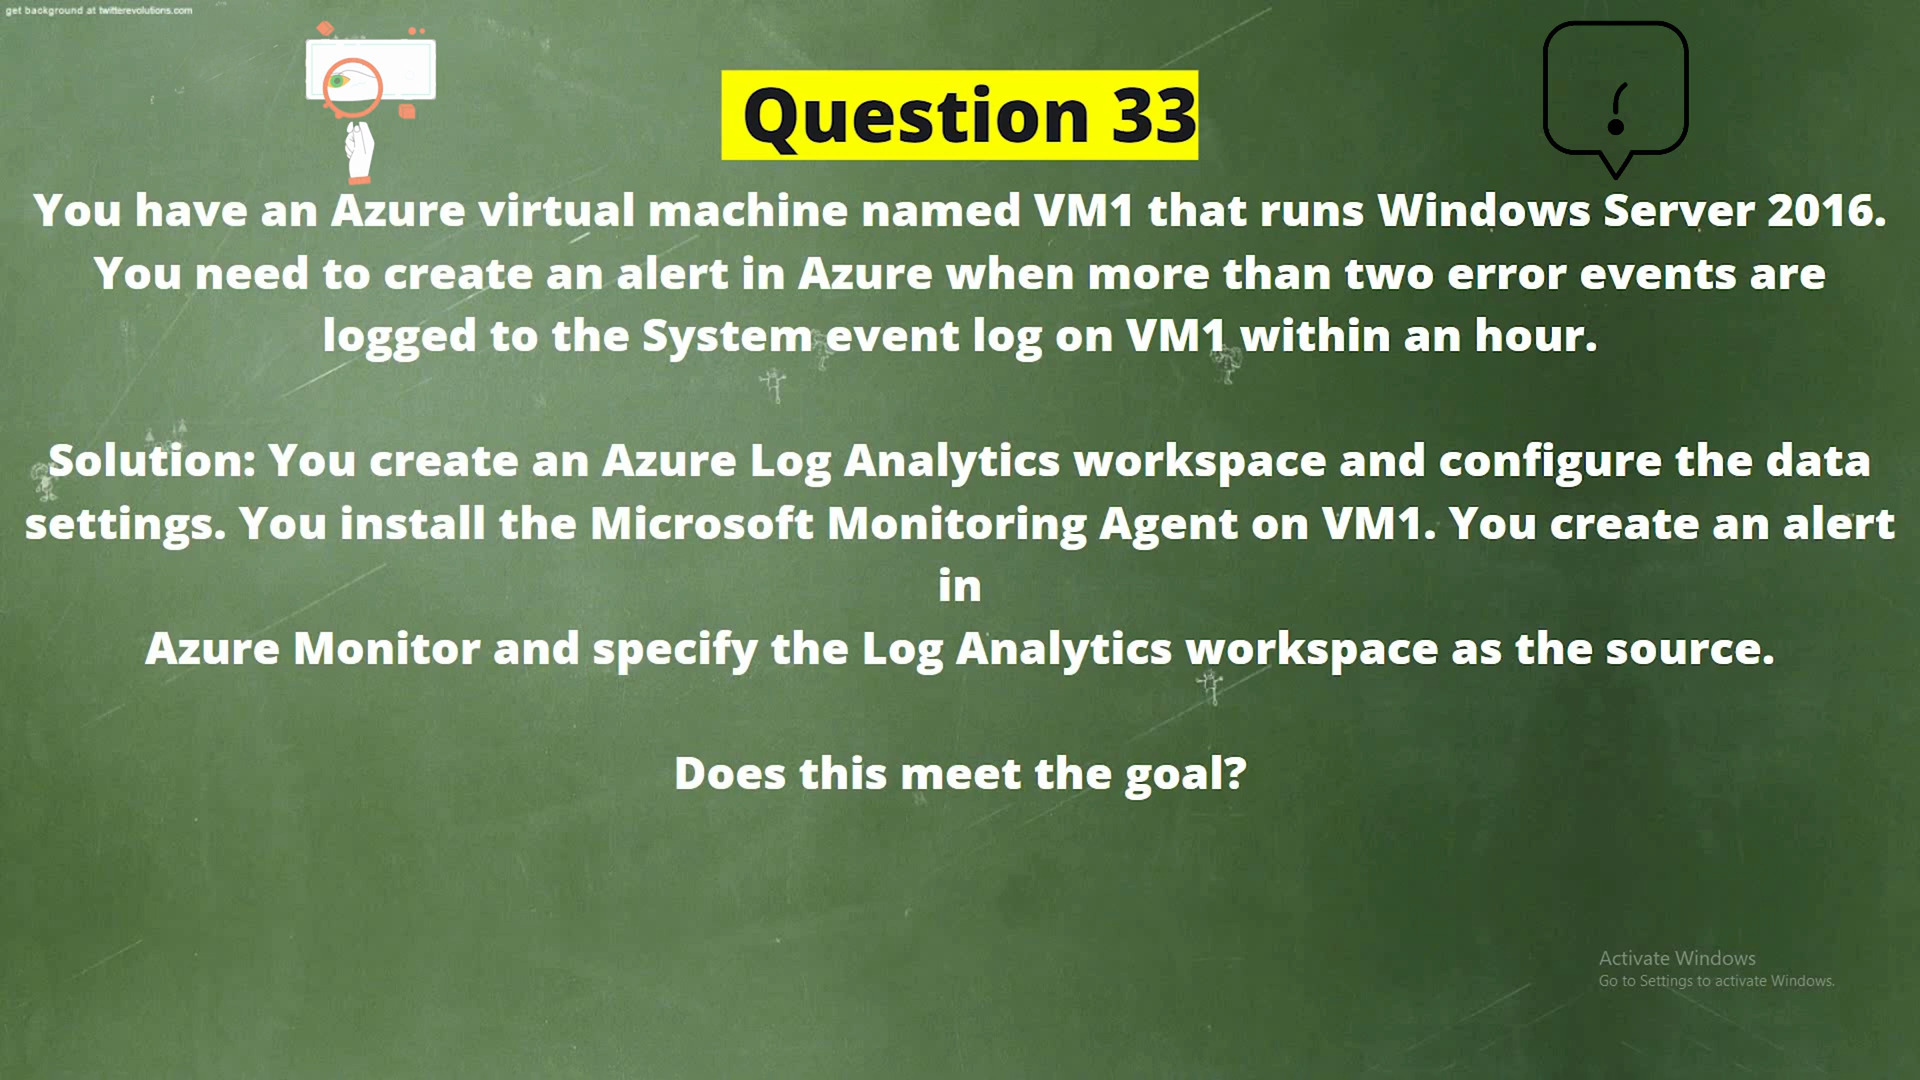 get background at twitterevolutions.com
Question 33
You have an Azure virtual machine named VM1 that runs Windows Server 2016.
You need to create an alert in Azure when more than two error events are
logged to the System event log on VM1 within an hour.
Solution: You create an Azure Log Analytics workspace and configure the data
settings. You install the Microsoft Monitoring Agent on VM1. You create an alert
in
Azure Monitor and specify the Log Analytics workspace as the source.
Does this meet the goal?
Activate Windows
Go to Settings to activate Windows.